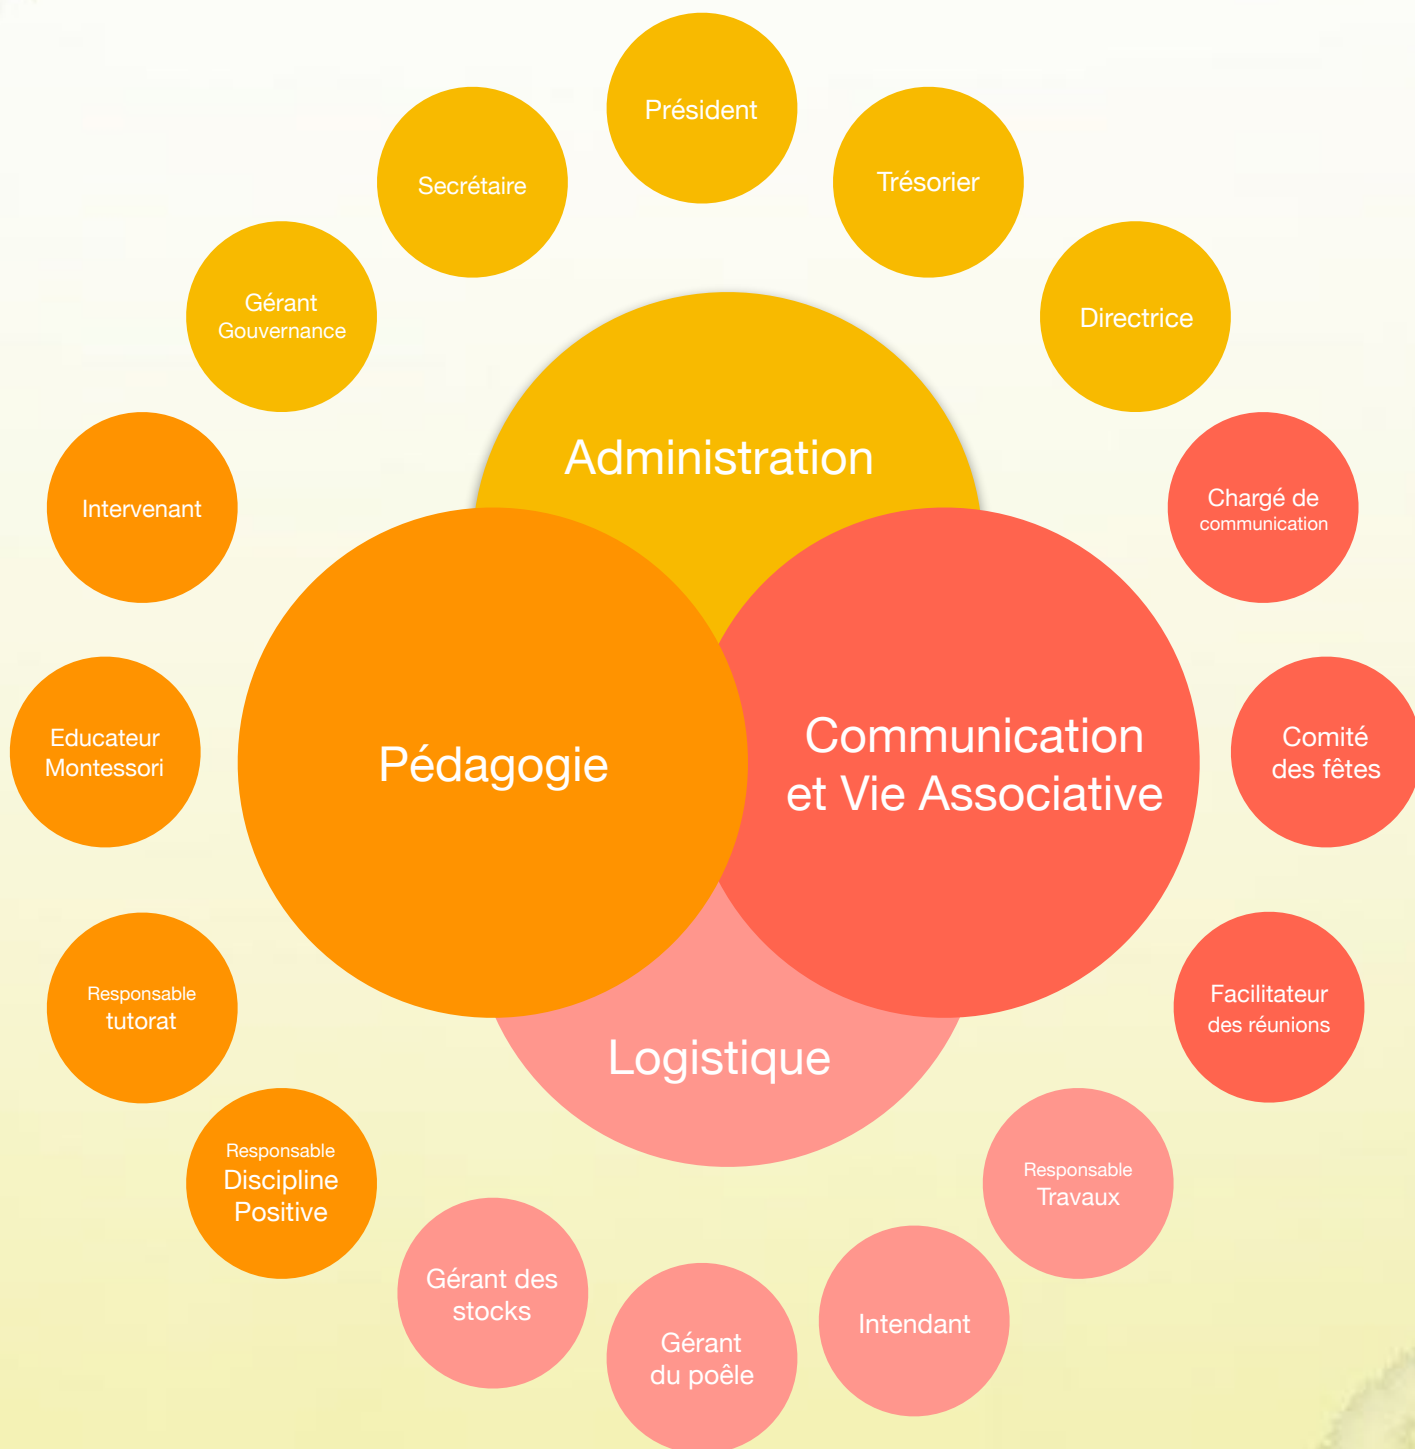 Président
Secrétaire
Trésorier
Gérant
Gouvernance
Directrice
Administration
Intervenant
Chargé de
communication
Educateur
Montessori
Pédagogie
Communication
et Vie Associative
Comité
des fêtes
Responsable
tutorat
Facilitateur
des réunions
Logistique
Responsable
Discipline
Positive
Responsable
Travaux
Gérant des
stocks
Gérant
du poêle
Intendant